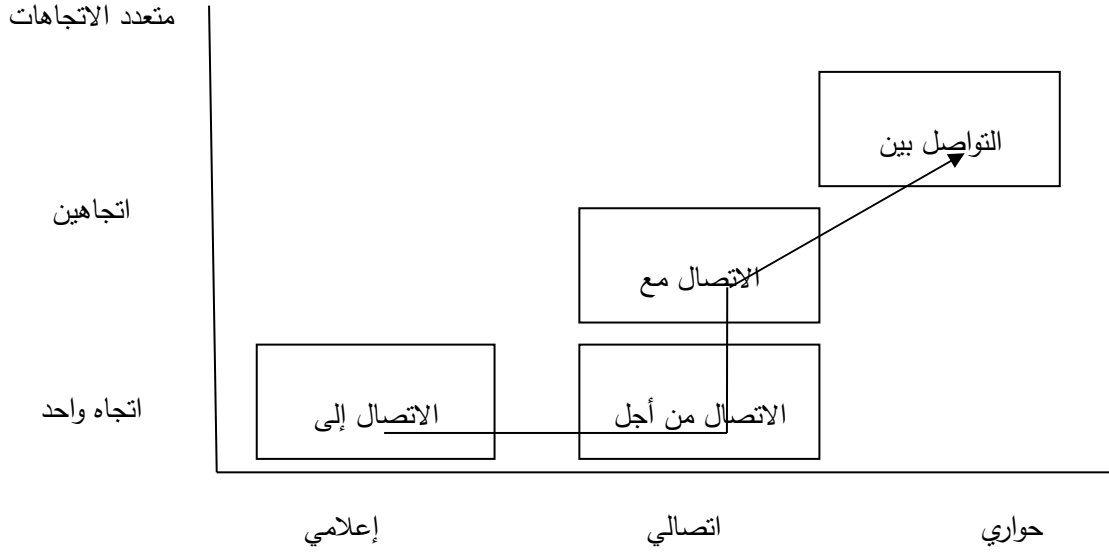 متعدد الاتجاهات
التواصل بين
اتجاهين
الاتصال مع
اتجاه واحد
الاتصال إلى
الاتصال من أجل
إعلامي
اتصالي
حواري